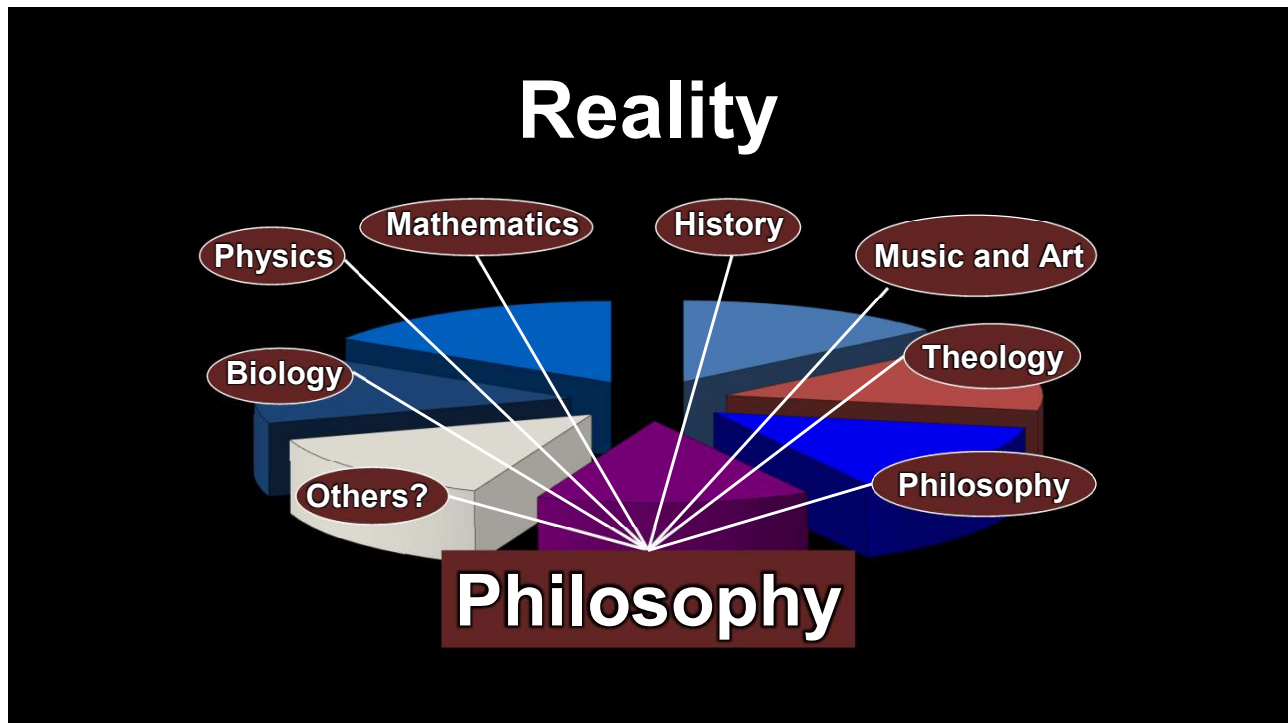 Reality
Mathematics
History
Physics
Music and Art
Biology
Theology
Others?
Philosophy
Philosophy